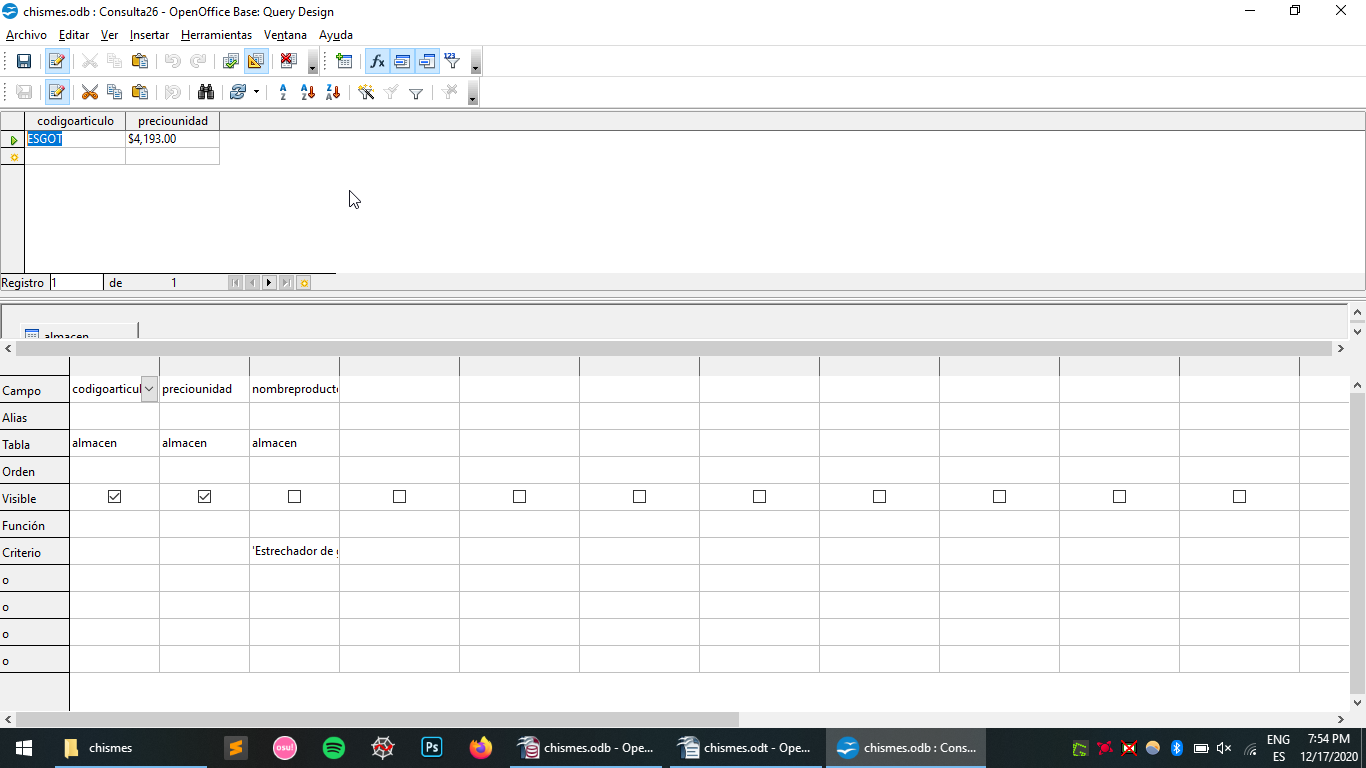 chismes.odb : Consulta26 - OpenOffice Base: Query Design
Archivo Editar Ver Insertar Herramientas Ventana Ayuda
codigoarticulo preciounidad
ESGOT $4,193.00
Registro 1 de 1
almacen
Campo codigoarticul preciounidad nombreproducto
Alias
Tabla almacen almacen almacen
Orden
Visible
Función
Criterio 'Estrechador de g
o
o
o
o
chismes osu! Ps chismes.odb - Ope... chismes.odt - Ope... chismes.odb : Cons... ENG 7:54 PM
ES 12/17/2020